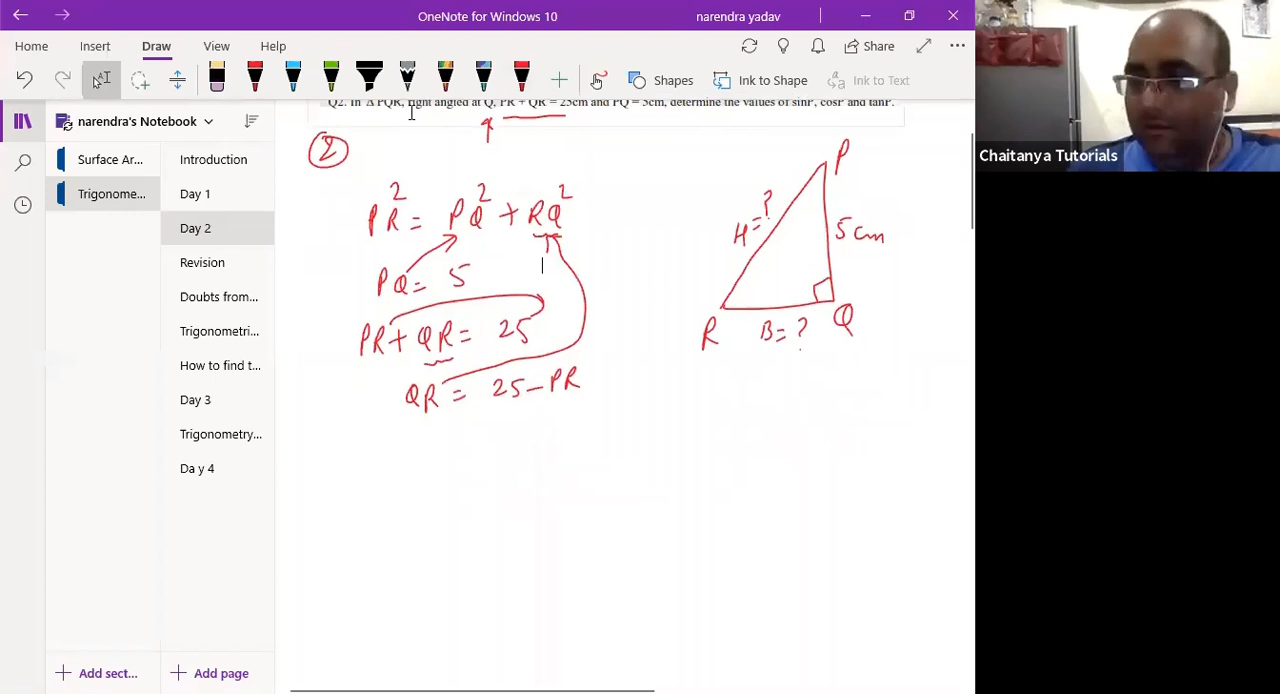 OneNote for Windows 10
narendra yadav
Home Insert Draw View Help
Share
Shapes Ink to Shape Ink to Text
narendra's Notebook
Surface Ar...
Trigonome...
Introduction
Day 1
Day 2
Revision
Doubts from...
Trigonometri...
How to find t...
Day 3
Trigonometry...
Da y 4
Add sect...
Add page
Q2. In Δ PQR, right angled at Q, PR + QR = 25cm and PQ = 5cm, determine the values of sinP, cosP and tanP.
2
PR² = PQ² + RQ²
PQ = 5
PR + QR = 25
QR = 25 - PR
P
H = ?
5 cm
R
B = ?
Q
Chaitanya Tutorials